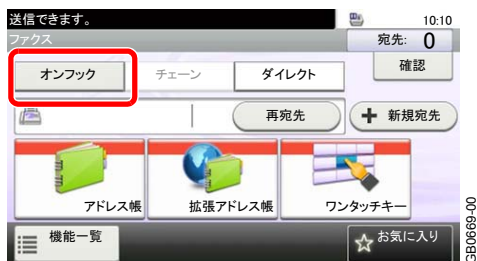 送信できます。
10:10
ファクス
宛先: 0
オンフック
チェーン
ダイレクト
確認
再宛先
+ 新規宛先
アドレス帳
拡張アドレス帳
ワンタッチキー
機能一覧
お気に入り
GB0669-00